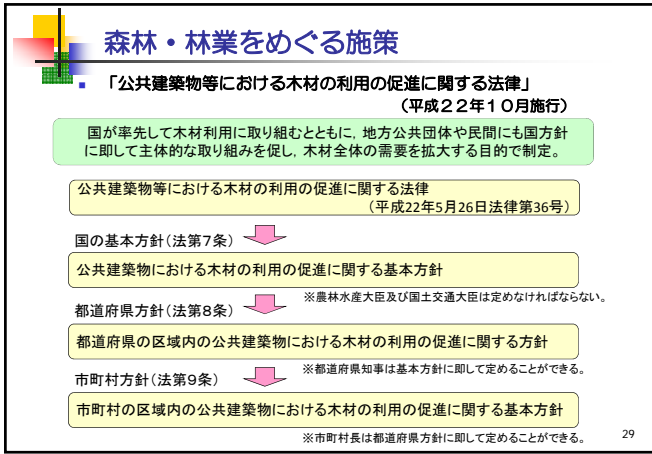 森林・林業をめぐる施策
「公共建築物等における木材の利用の促進に関する法律」
(平成22年10月施行)
国が率先して木材利用に取り組むとともに,地方公共団体や民間にも国方針
に即して主体的な取り組みを促し,木材全体の需要を拡大する目的で制定。
公共建築物等における木材の利用の促進に関する法律
(平成22年5月26日法律第36号)
国の基本方針(法第7条)
公共建築物における木材の利用の促進に関する基本方針
※農林水産大臣及び国土交通大臣は定めなければならない。
都道府県方針(法第8条)
都道府県の区域内の公共建築物における木材の利用の促進に関する方針
※都道府県知事は基本方針に即して定めることができる。
市町村方針(法第9条)
市町村の区域内の公共建築物における木材の利用の促進に関する基本方針
※市町村長は都道府県方針に即して定めることができる。
29